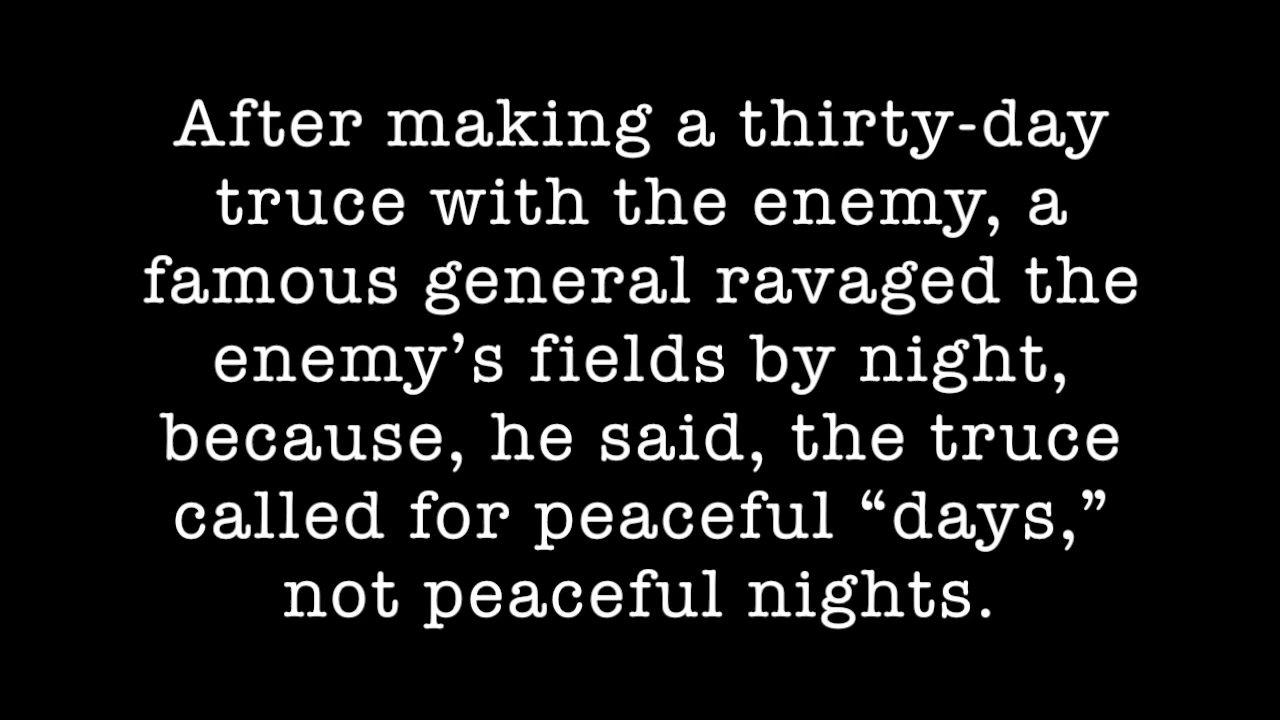 After making a thirty-day
truce with the enemy, a
famous general ravaged the
enemy’s fields by night,
because, he said, the truce
called for peaceful “days,”
not peaceful nights.